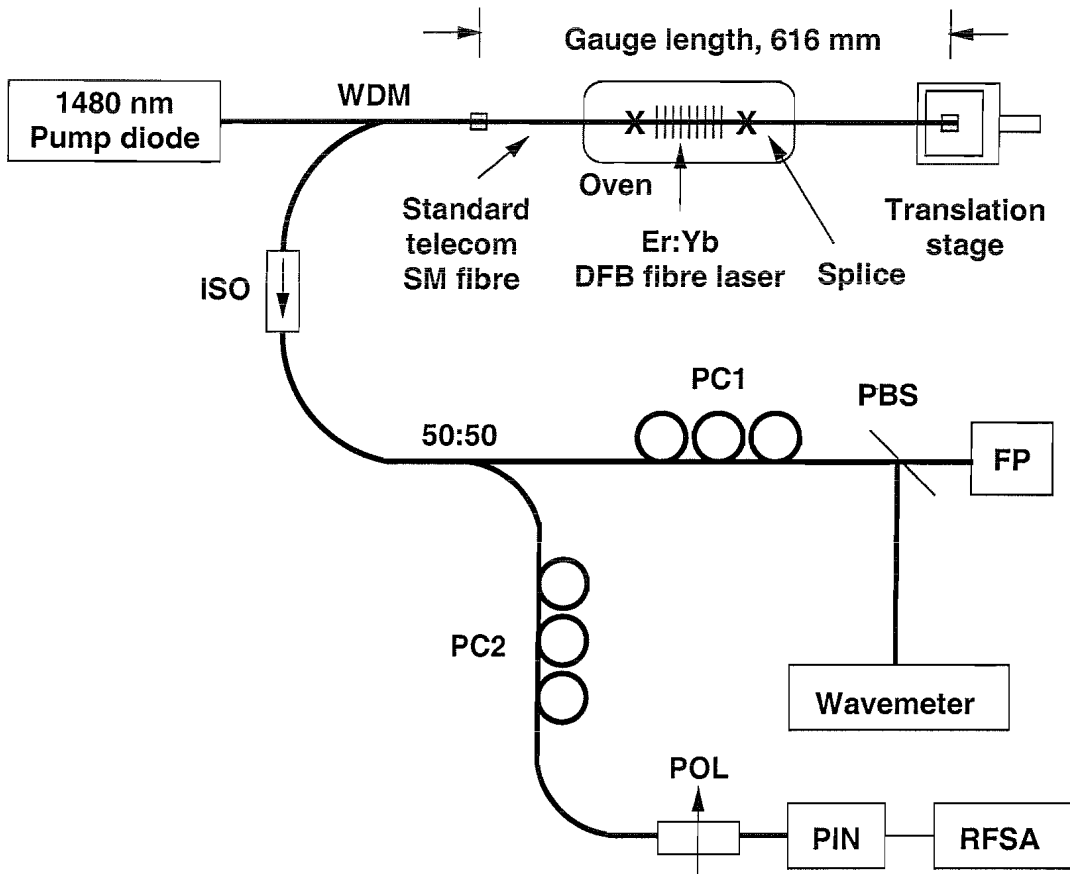 Gauge length, 616 mm
1480 nm
Pump diode
WDM
Oven
Standard
telecom
SM fibre
Er:Yb
DFB fibre laser
Splice
Translation
stage
ISO
PC1
PBS
50:50
FP
PC2
Wavemeter
POL
PIN
RFSA